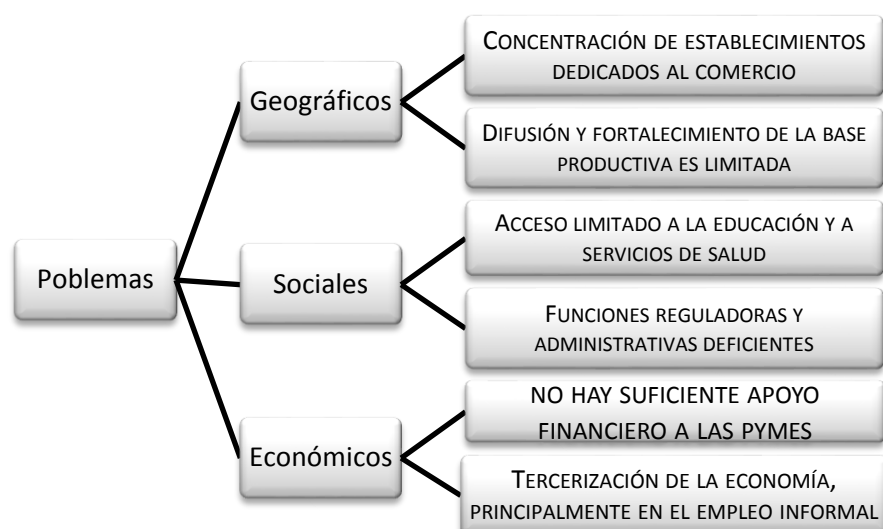 Poblemas
Geográficos
CONCENTRACIÓN DE ESTABLECIMIENTOS
DEDICADOS AL COMERCIO
DIFUSIÓN Y FORTALECIMIENTO DE LA BASE
PRODUCTIVA ES LIMITADA
Sociales
ACCESO LIMITADO A LA EDUCACIÓN Y A
SERVICIOS DE SALUD
FUNCIONES REGULADORAS Y
ADMINISTRATIVAS DEFICIENTES
Económicos
NO HAY SUFICIENTE APOYO
FINANCIERO A LAS PYMES
TERCERIZACIÓN DE LA ECONOMÍA,
PRINCIPALMENTE EN EL EMPLEO INFORMAL